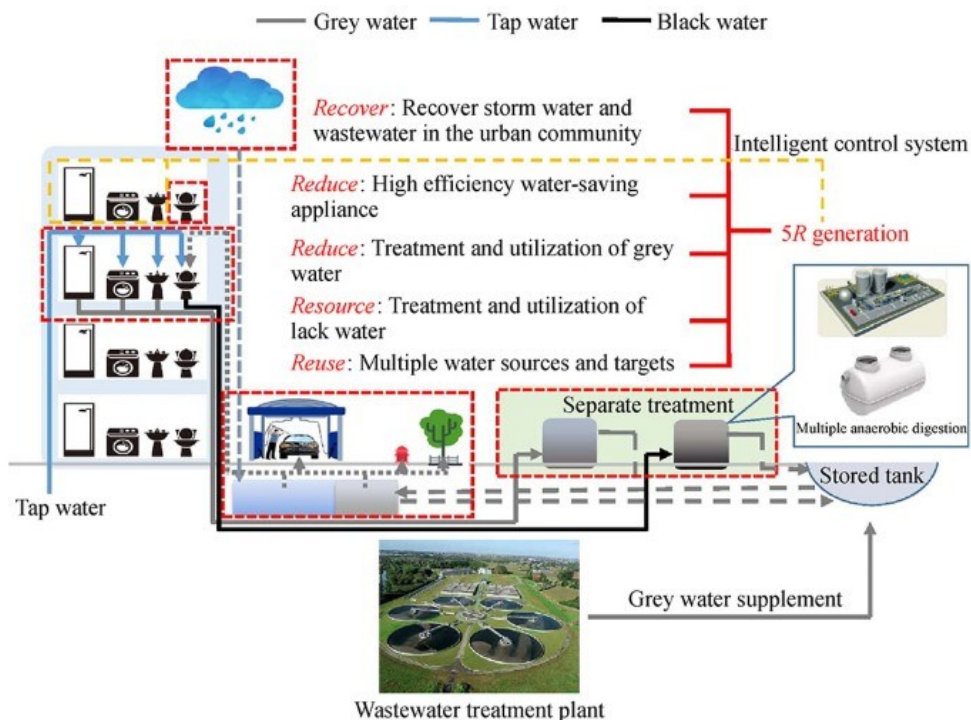 Grey water
Tap water
Black water
Recover: Recover storm water and
wastewater in the urban community
Intelligent control system
Reduce: High efficiency water-saving
appliance
5R generation
Reduce: Treatment and utilization of grey
water
Resource: Treatment and utilization of
lack water
Reuse: Multiple water sources and targets
Separate treatment
Multiple anaerobic digestion
Stored tank
Tap water
Grey water supplement
Wastewater treatment plant